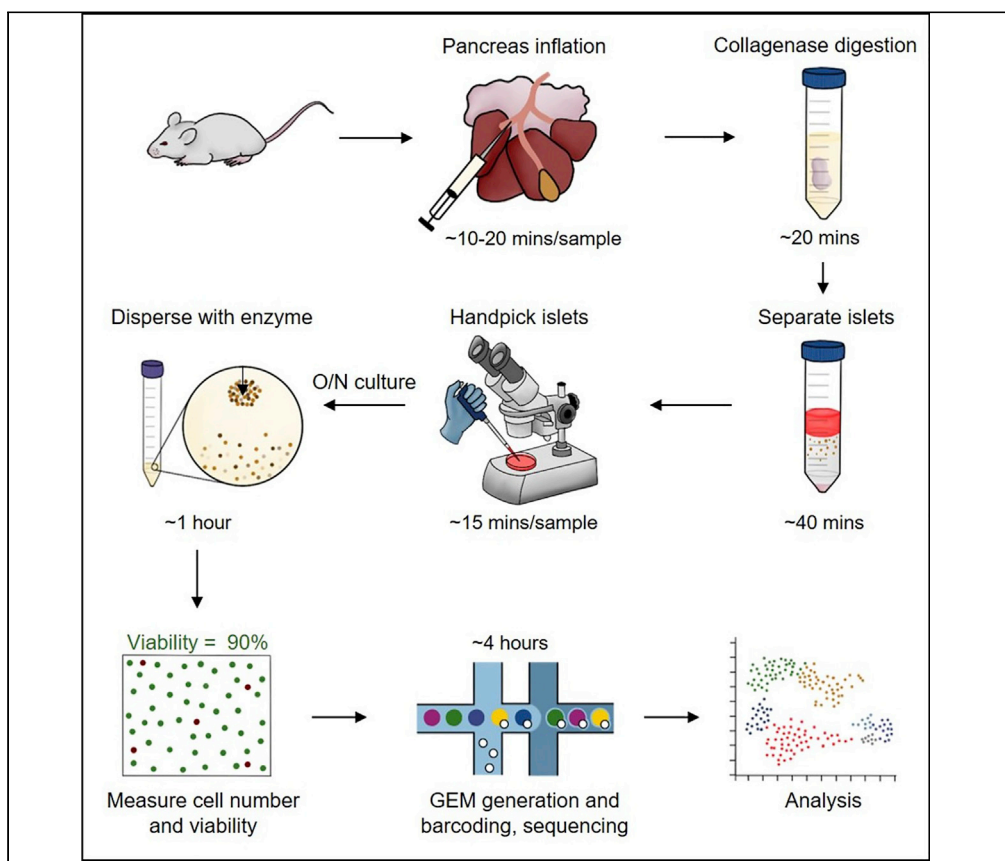 Pancreas inflation
~10-20 mins/sample
Collagenase digestion
~20 mins
Separate islets
~40 mins
Handpick islets
~15 mins/sample
O/N culture
Disperse with enzyme
~1 hour
Viability = 90%
Measure cell number
and viability
~4 hours
GEM generation and
barcoding, sequencing
Analysis